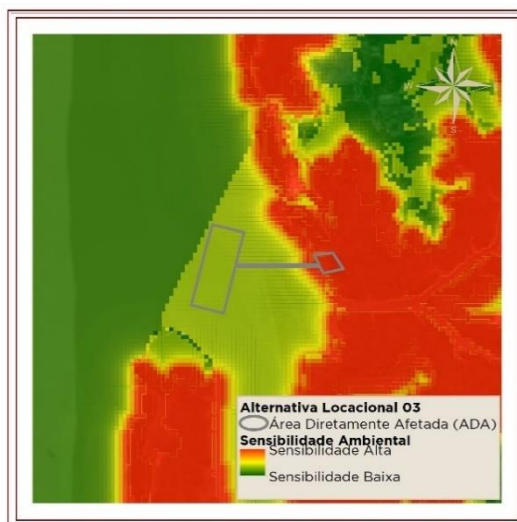 N
W
E
S
Alternativa Locacional 03
Área Diretamente Afetada (ADA)
Sensibilidade Ambiental
Sensibilidade Alta
Sensibilidade Baixa